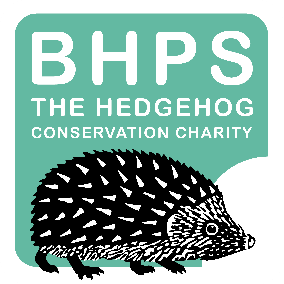 BHPS
THE HEDGEHOG
CONSERVATION CHARITY